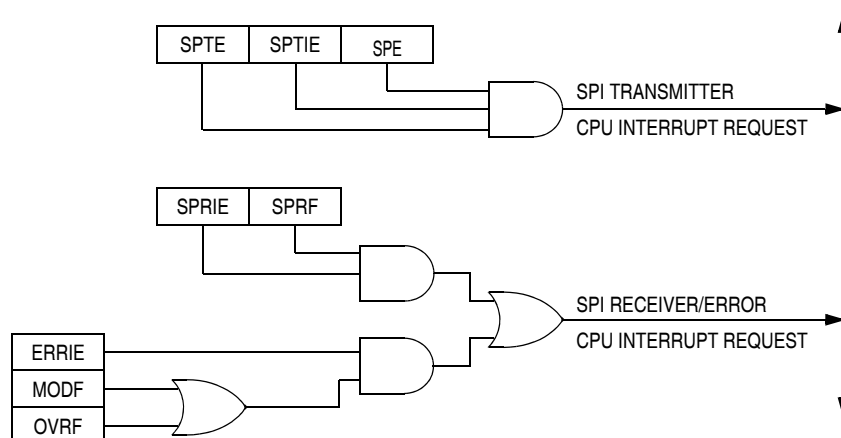 SPTE SPTIE SPE
SPI TRANSMITTER
CPU INTERRUPT REQUEST
SPRIE SPRF
SPI RECEIVER/ERROR
CPU INTERRUPT REQUEST
ERRIE
MODF
OVRF